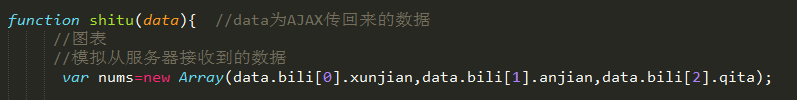 function shitu(data){  //data为AJAX传回来的数据
//图表
//模拟从服务器接收到的数据
var nums=new Array(data.bili[0].xunjian,data.bili[1].anjian,data.bili[2].qita);